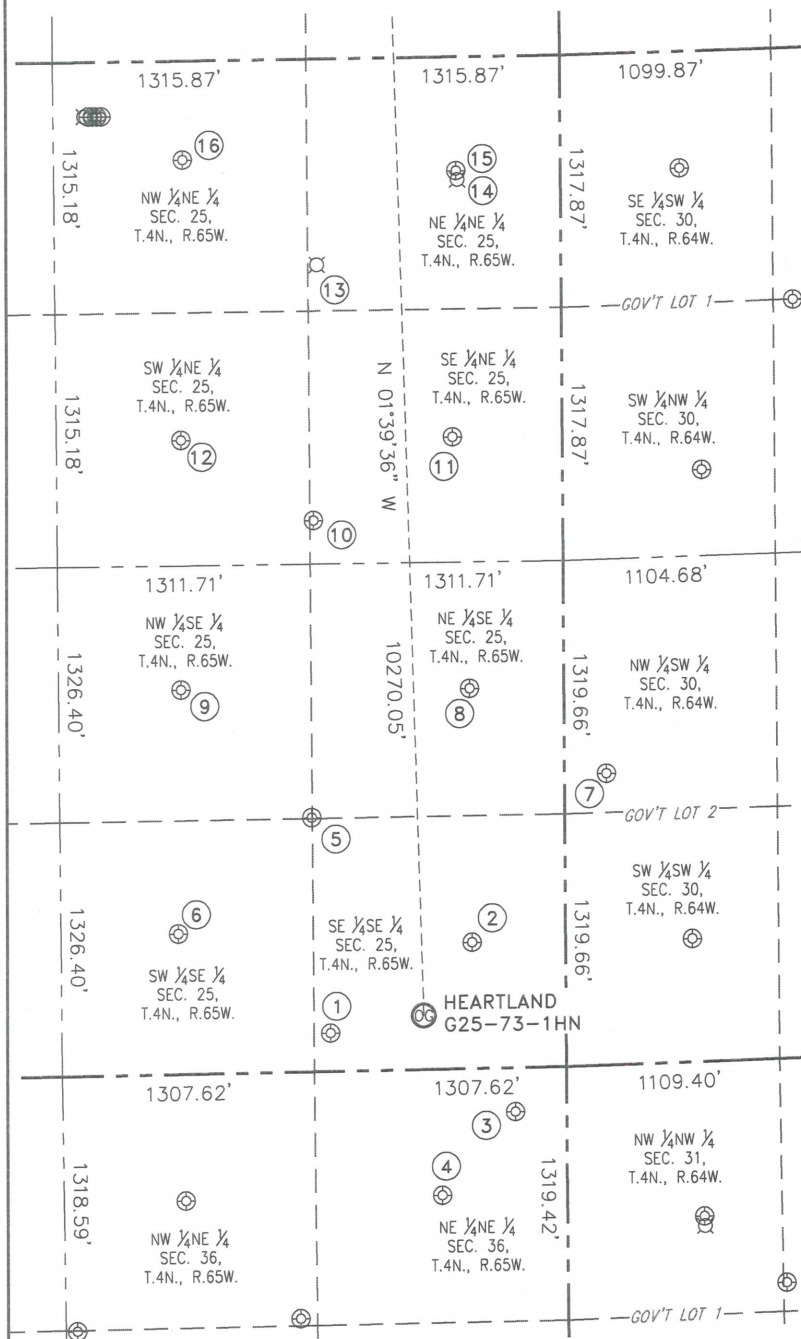 1315.87'
1315.87'
1099.87'
16
15
14
1315.18'
1317.87'
NW 1/4NE 1/4
SEC. 25,
T.4N., R.65W.
NE 1/4NE 1/4
SEC. 25,
T.4N., R.65W.
SE 1/4SW 1/4
SEC. 30,
T.4N., R.64W.
13
GOV'T LOT 1
SW 1/4NE 1/4
SEC. 25,
T.4N., R.65W.
SE 1/4NE 1/4
SEC. 25,
T.4N., R.65W.
SW 1/4NW 1/4
SEC. 30,
T.4N., R.64W.
1315.18'
N 01°39'36" W
1317.87'
12
11
10
1311.71'
1311.71'
1104.68'
NW 1/4SE 1/4
SEC. 25,
T.4N., R.65W.
NE 1/4SE 1/4
SEC. 25,
T.4N., R.65W.
NW 1/4SW 1/4
SEC. 30,
T.4N., R.64W.
1326.40'
10270.05'
1319.66'
9
8
7
GOV'T LOT 2
5
SW 1/4SW 1/4
SEC. 30,
T.4N., R.64W.
6
2
SE 1/4SE 1/4
SEC. 25,
T.4N., R.65W.
1326.40'
1319.66'
SW 1/4SE 1/4
SEC. 25,
T.4N., R.65W.
1
OG
HEARTLAND
G25-73-1HN
1307.62'
1307.62'
1109.40'
3
4
NW 1/4NW 1/4
SEC. 31,
T.4N., R.64W.
1318.59'
1319.42'
NW 1/4NE 1/4
SEC. 36,
T.4N., R.65W.
NE 1/4NE 1/4
SEC. 36,
T.4N., R.65W.
GOV'T LOT 1